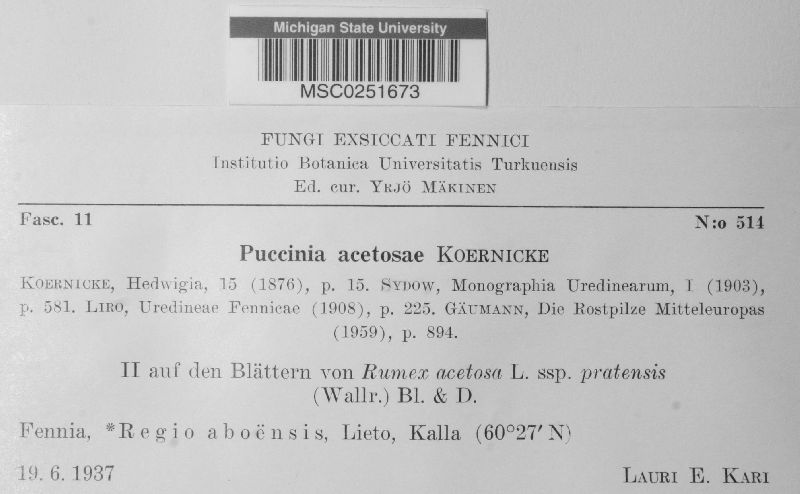 Michigan State University
MSC0251673
FUNGI EXSICCATI FENNICI
Institutio Botanica Universitatis Turkuensis
Ed. cur. YRJÖ MÄKINEN
Fasc. 11 N:o 514
Puccinia acetosae KOERNICKE
KOERNICKE, Hedwigia, 15 (1876), p. 15. SYDOW, Monographia Uredinearum, I (1903),
p. 581. LIRO, Uredineae Fennicae (1908), p. 225. GÄUMANN, Die Rostpilze Mitteleuropas
(1959), p. 894.
II auf den Blättern von Rumex acetosa L. ssp. pratensis
(Wallr.) Bl. & D.
Fennia, *Regio aboënsis, Lieto, Kalla (60°27′ N)
19. 6. 1937 LAURI E. KARI